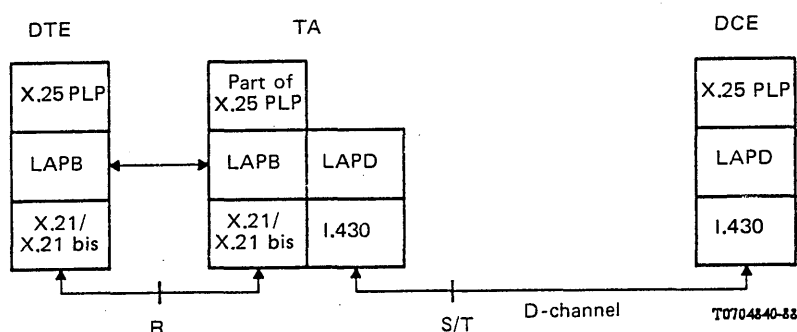 DTE
TA
DCE
X.25 PLP
Part of
X.25 PLP
X.25 PLP
LAPB
LAPB
LAPD
LAPD
X.21/
X.21 bis
X.21/
X.21 bis
I.430
I.430
R
S/T
D-channel
T0704840-88